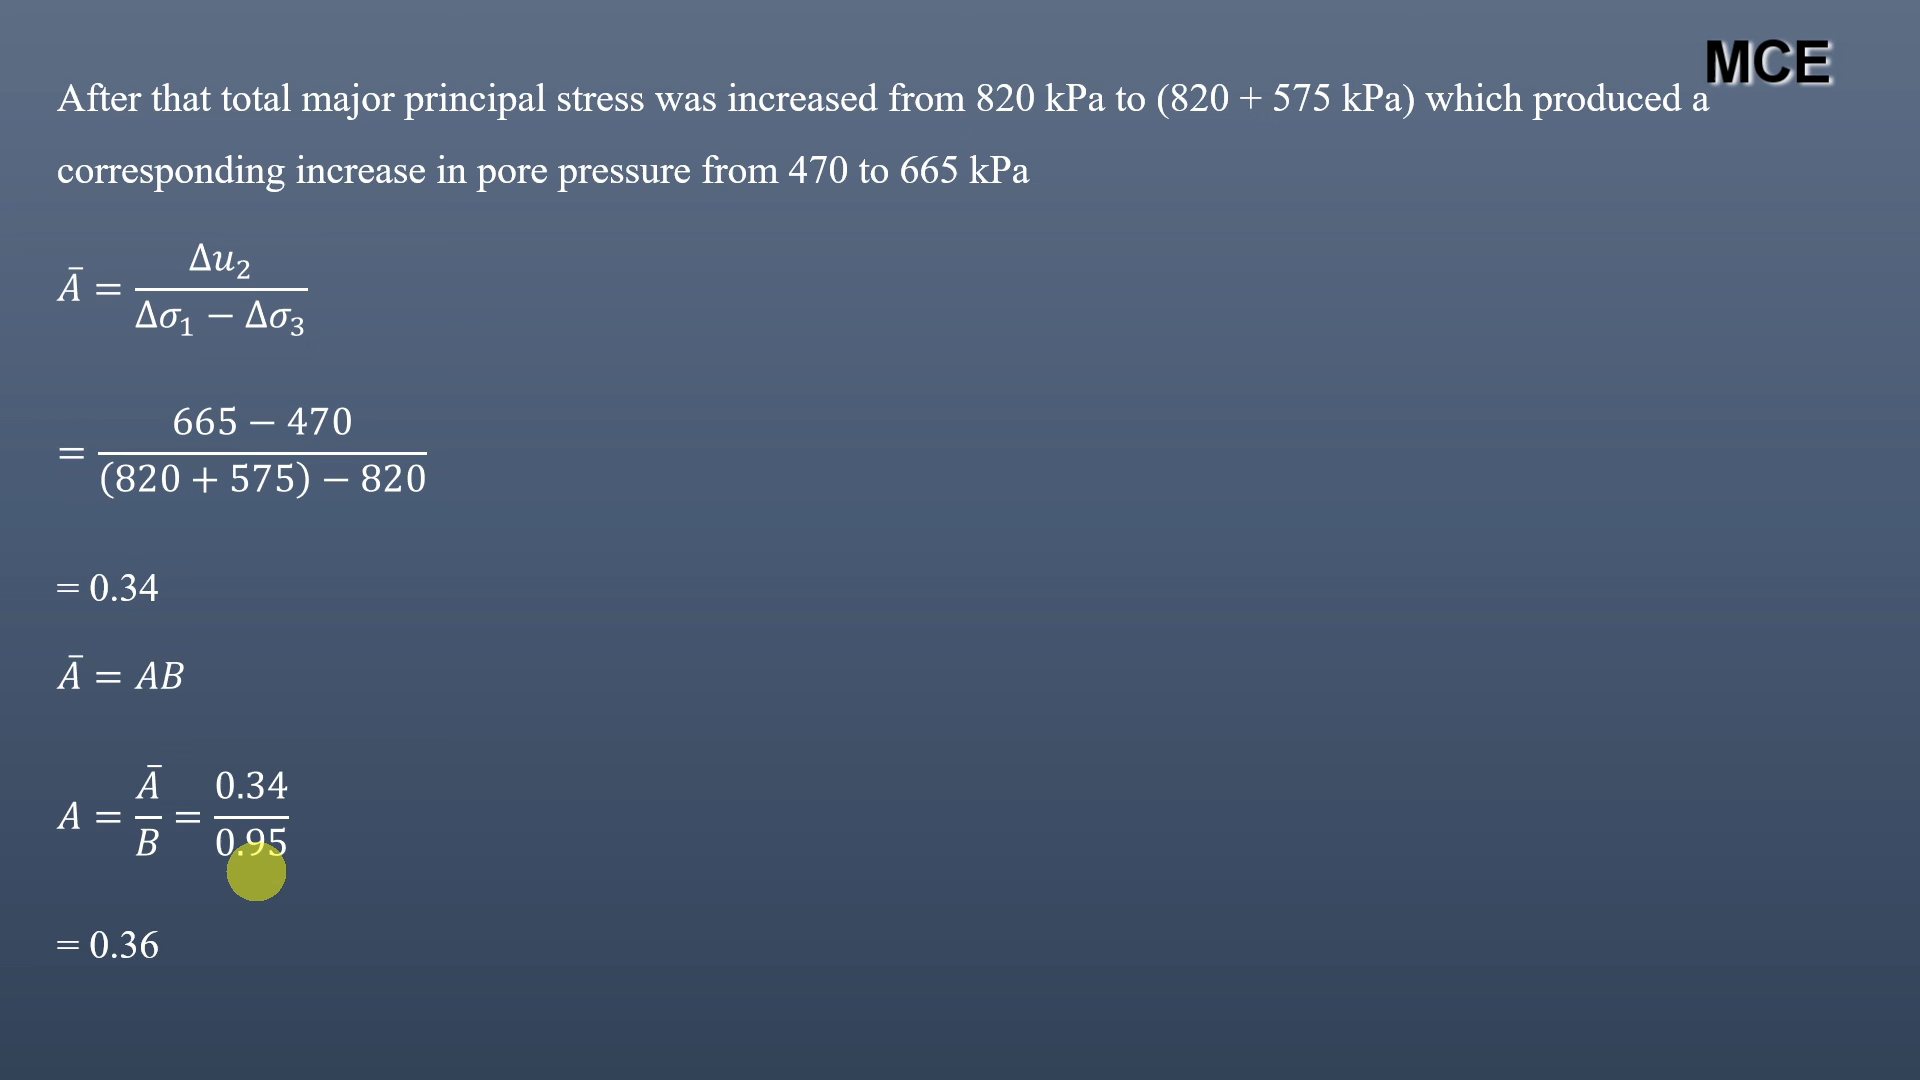 MCE
After that total major principal stress was increased from 820 kPa to (820 + 575 kPa) which produced a
corresponding increase in pore pressure from 470 to 665 kPa
Ā = Δu₂ / (Δσ₁ − Δσ₃)
= (665 − 470) / ((820 + 575) − 820)
= 0.34
Ā = AB
A = Ā / B = 0.34 / 0.95
= 0.36